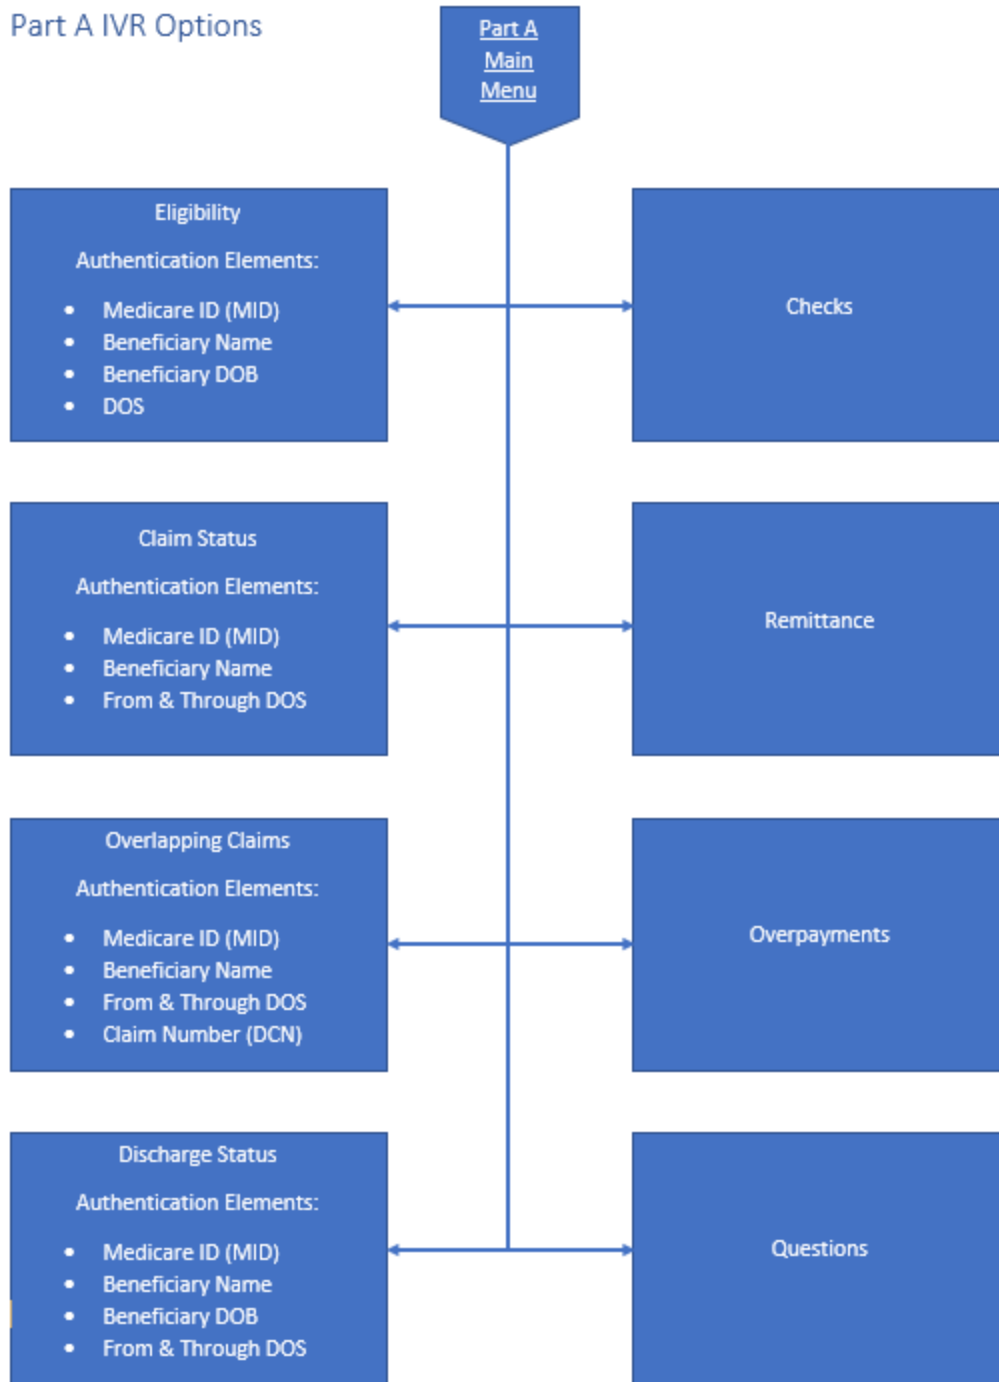 Part A IVR Options
Part A
Main
Menu
Eligibility
Authentication Elements:
• Medicare ID (MID)
• Beneficiary Name
• Beneficiary DOB
• DOS
Checks
Claim Status
Authentication Elements:
• Medicare ID (MID)
• Beneficiary Name
• From & Through DOS
Remittance
Overlapping Claims
Authentication Elements:
• Medicare ID (MID)
• Beneficiary Name
• From & Through DOS
• Claim Number (DCN)
Overpayments
Discharge Status
Authentication Elements:
• Medicare ID (MID)
• Beneficiary Name
• Beneficiary DOB
• From & Through DOS
Questions